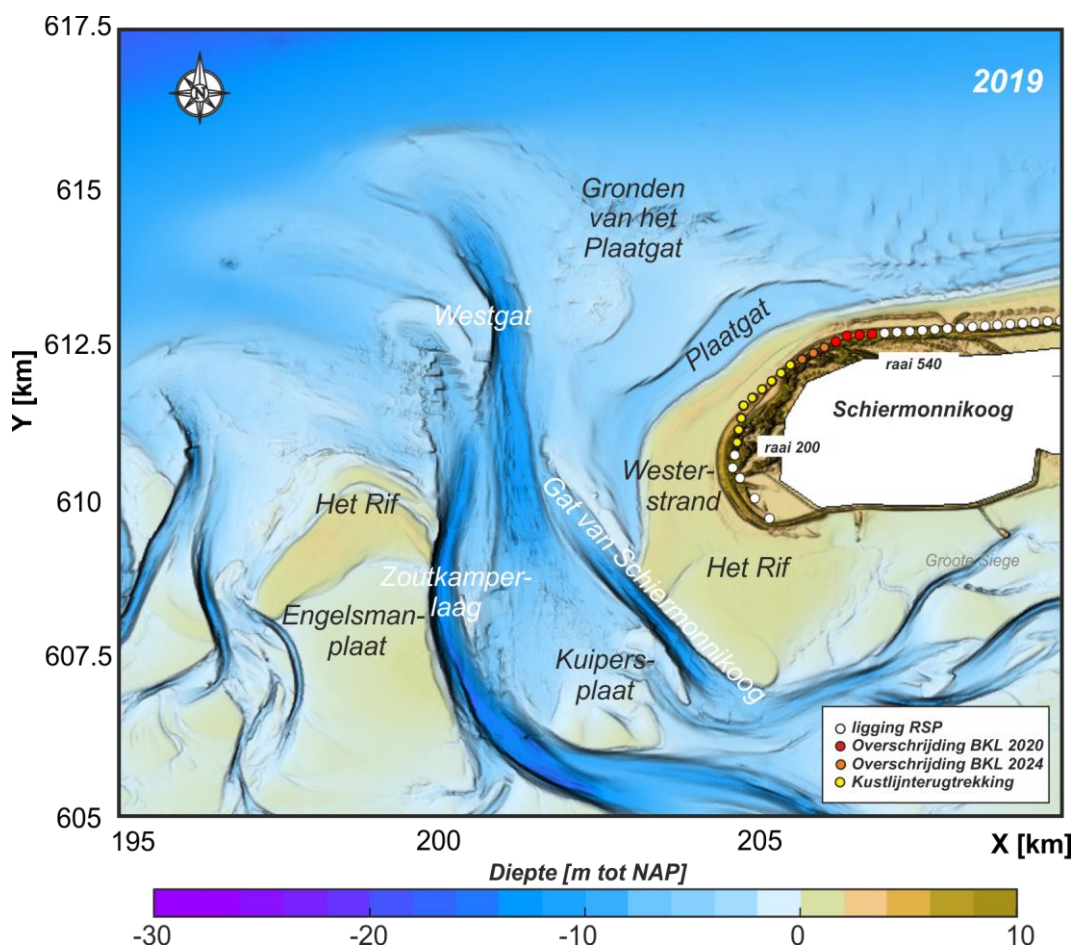 617.5
615
612.5
610
607.5
605
Y [km]
N
2019
Gronden
van het
Plaatgat
Westgat
Plaatgat
raai 540
Schiermonnikoog
raai 200
Wester-
strand
Het Rif
Gat van Schiermonnikoog
Het Rif
Groote Siege
Zoutkamper-
laag
Engelsman-
plaat
Kuipers-
plaat
ligging RSP
Overschrijding BKL 2020
Overschrijding BKL 2024
Kustlijnterugtrekking
195
200
205
X [km]
Diepte [m tot NAP]
-30
-20
-10
0
10